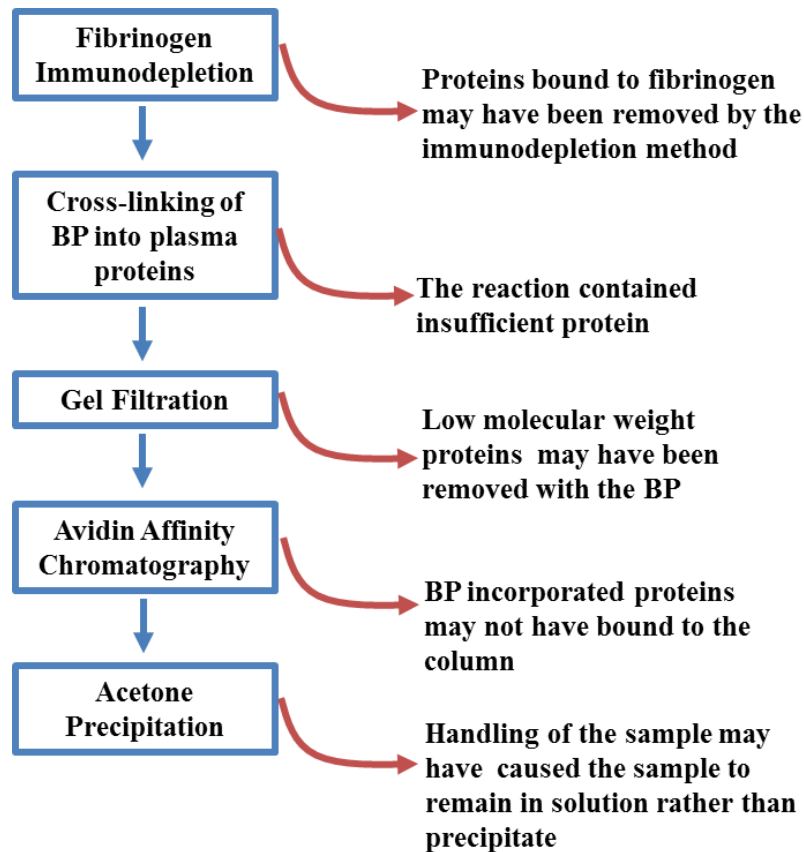 Fibrinogen
Immunodepletion
Proteins bound to fibrinogen
may have been removed by the
immunodepletion method
Cross-linking of
BP into plasma
proteins
The reaction contained
insufficient protein
Gel Filtration
Low molecular weight
proteins may have been
removed with the BP
Avidin Affinity
Chromatography
BP incorporated proteins
may not have bound to the
column
Acetone
Precipitation
Handling of the sample may
have caused the sample to
remain in solution rather than
precipitate